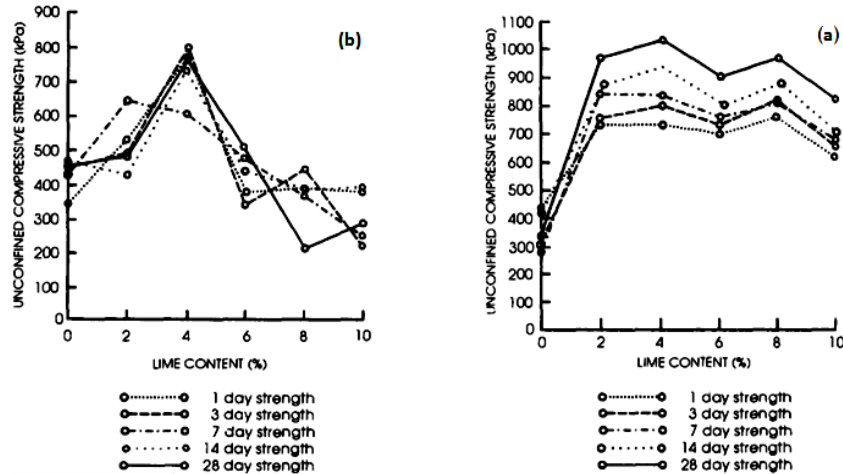 (b)
UNCONFINED COMPRESSIVE STRENGTH (kPa)
900
800
700
600
500
400
300
200
100
0
0 2 4 6 8 10
LIME CONTENT (%)
1 day strength
3 day strength
7 day strength
14 day strength
28 day strength
(a)
UNCONFINED COMPRESSIVE STRENGTH (kPa)
1100
1000
900
800
700
600
500
400
300
200
100
0
0 2 4 6 8 10
LIME CONTENT (%)
1 day strength
3 day strength
7 day strength
14 day strength
28 day strength